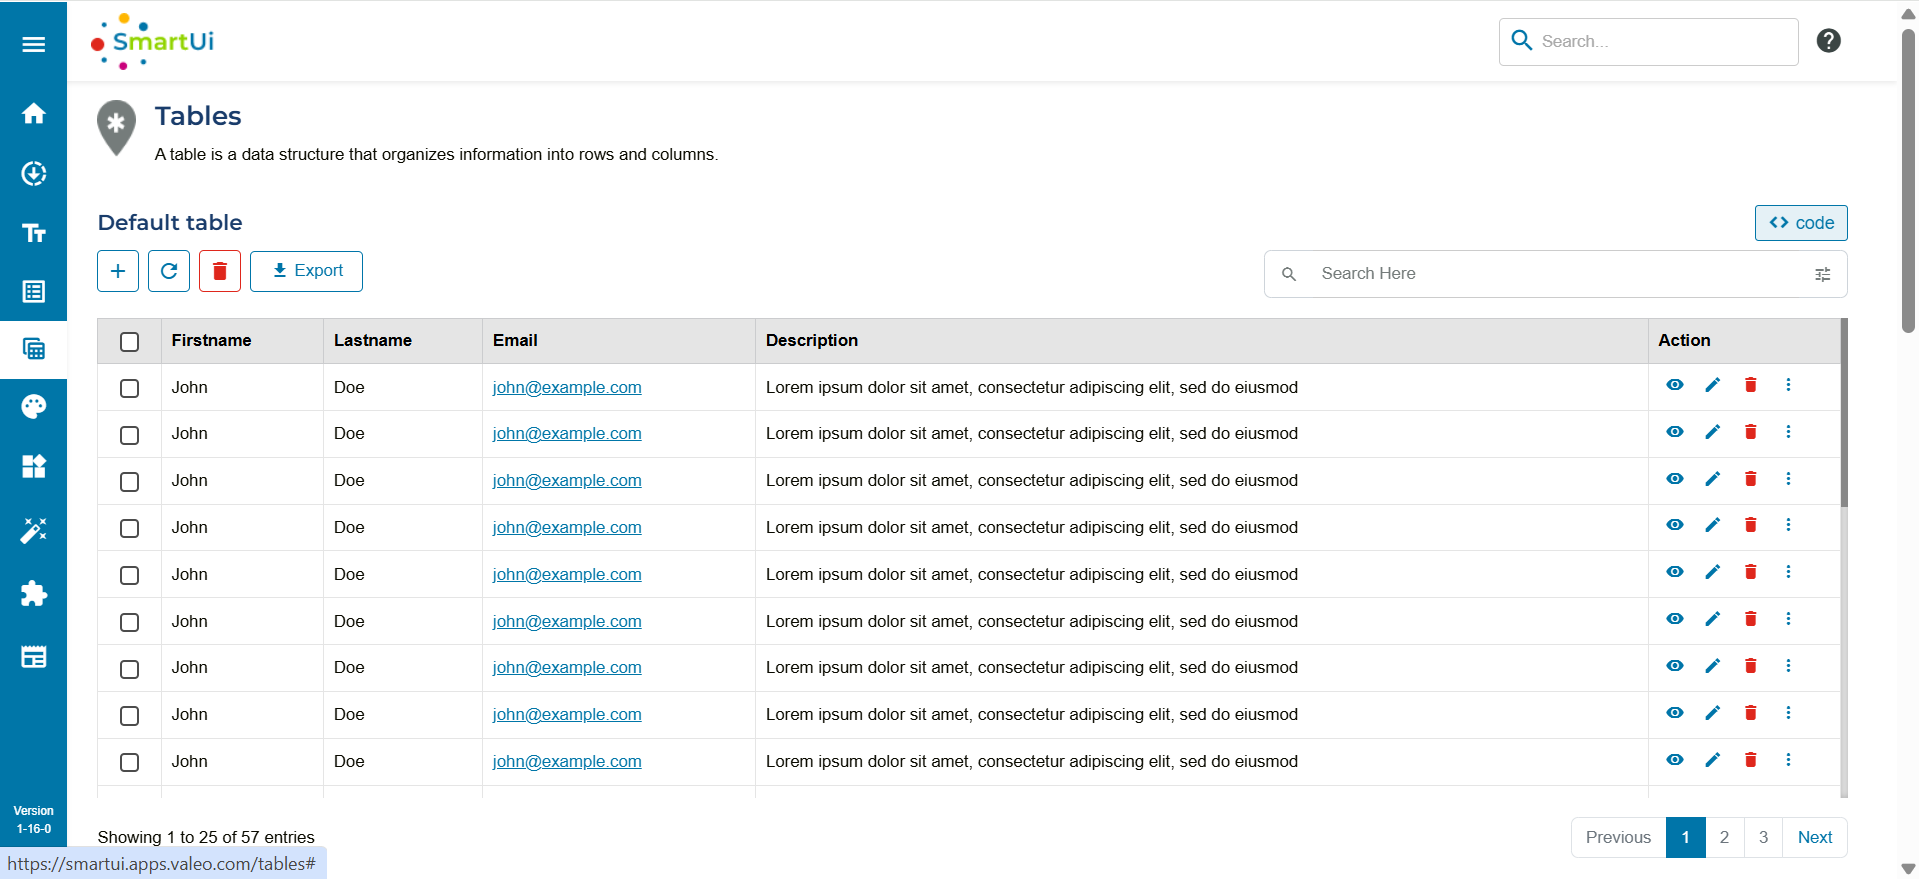 SmartUi
Search...
Tables
A table is a data structure that organizes information into rows and columns.
Default table
code
Export
Search Here
Firstname Lastname Email Description Action
John Doe john@example.com Lorem ipsum dolor sit amet, consectetur adipiscing elit, sed do eiusmod
John Doe john@example.com Lorem ipsum dolor sit amet, consectetur adipiscing elit, sed do eiusmod
John Doe john@example.com Lorem ipsum dolor sit amet, consectetur adipiscing elit, sed do eiusmod
John Doe john@example.com Lorem ipsum dolor sit amet, consectetur adipiscing elit, sed do eiusmod
John Doe john@example.com Lorem ipsum dolor sit amet, consectetur adipiscing elit, sed do eiusmod
John Doe john@example.com Lorem ipsum dolor sit amet, consectetur adipiscing elit, sed do eiusmod
John Doe john@example.com Lorem ipsum dolor sit amet, consectetur adipiscing elit, sed do eiusmod
John Doe john@example.com Lorem ipsum dolor sit amet, consectetur adipiscing elit, sed do eiusmod
John Doe john@example.com Lorem ipsum dolor sit amet, consectetur adipiscing elit, sed do eiusmod
Version
1-16-0
Showing 1 to 25 of 57 entries
Previous 1 2 3 Next
https://smartui.apps.valeo.com/tables#